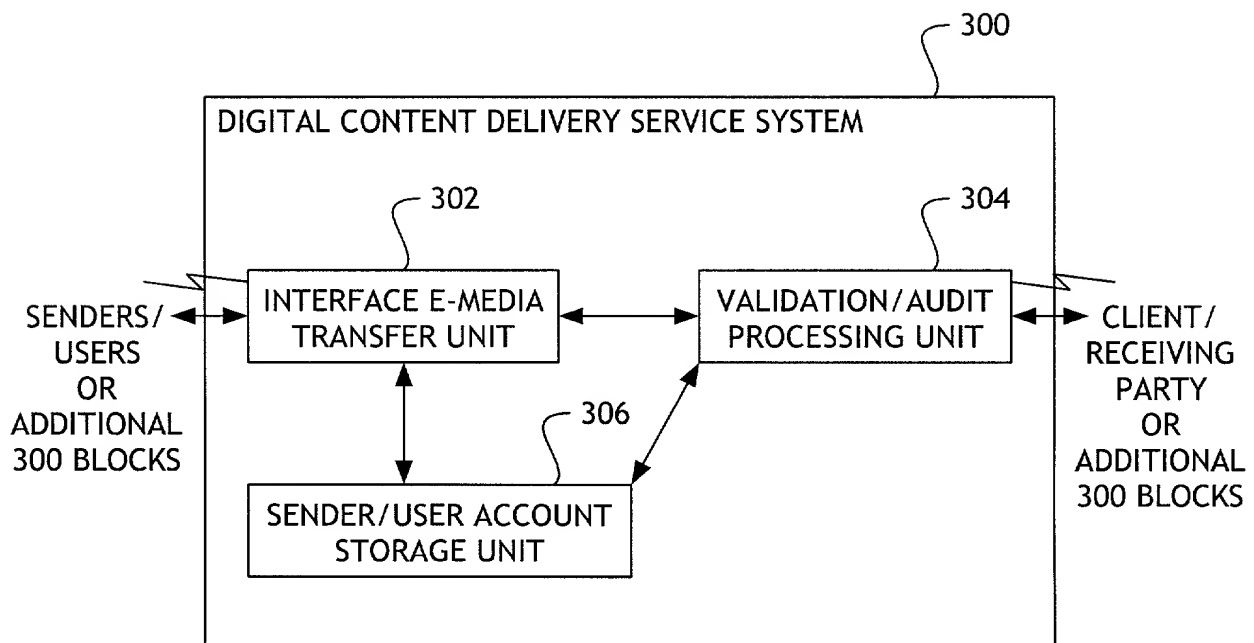 300
DIGITAL CONTENT DELIVERY SERVICE SYSTEM
302
304
INTERFACE E-MEDIA
TRANSFER UNIT
VALIDATION/AUDIT
PROCESSING UNIT
SENDERS/
USERS
OR
ADDITIONAL
300 BLOCKS
CLIENT/
RECEIVING
PARTY
OR
ADDITIONAL
300 BLOCKS
306
SENDER/USER ACCOUNT
STORAGE UNIT